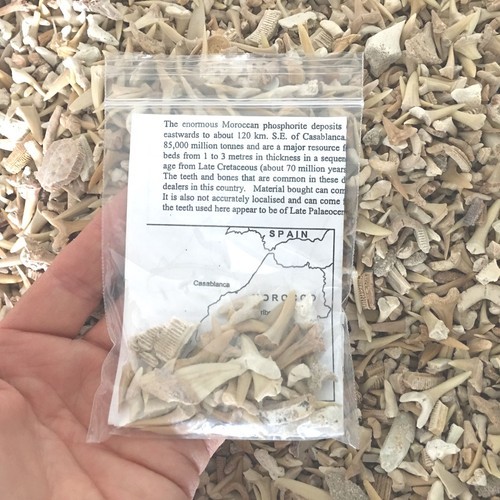 The enormous Moroccan phosphorite deposits
eastwards to about 120 km. S.E. of Casablanca.
85,000 million tonnes and are a major resource f
beds from 1 to 3 metres in thickness in a sequen
age from Late Cretaceous (about 70 million year
The teeth and bones that are common in these d
dealers in this country. Material bought can com
It is also not accurately localised and can come f
the teeth used here appear to be of Late Palaeocen
SPAIN
Casablanca
MOROCCO